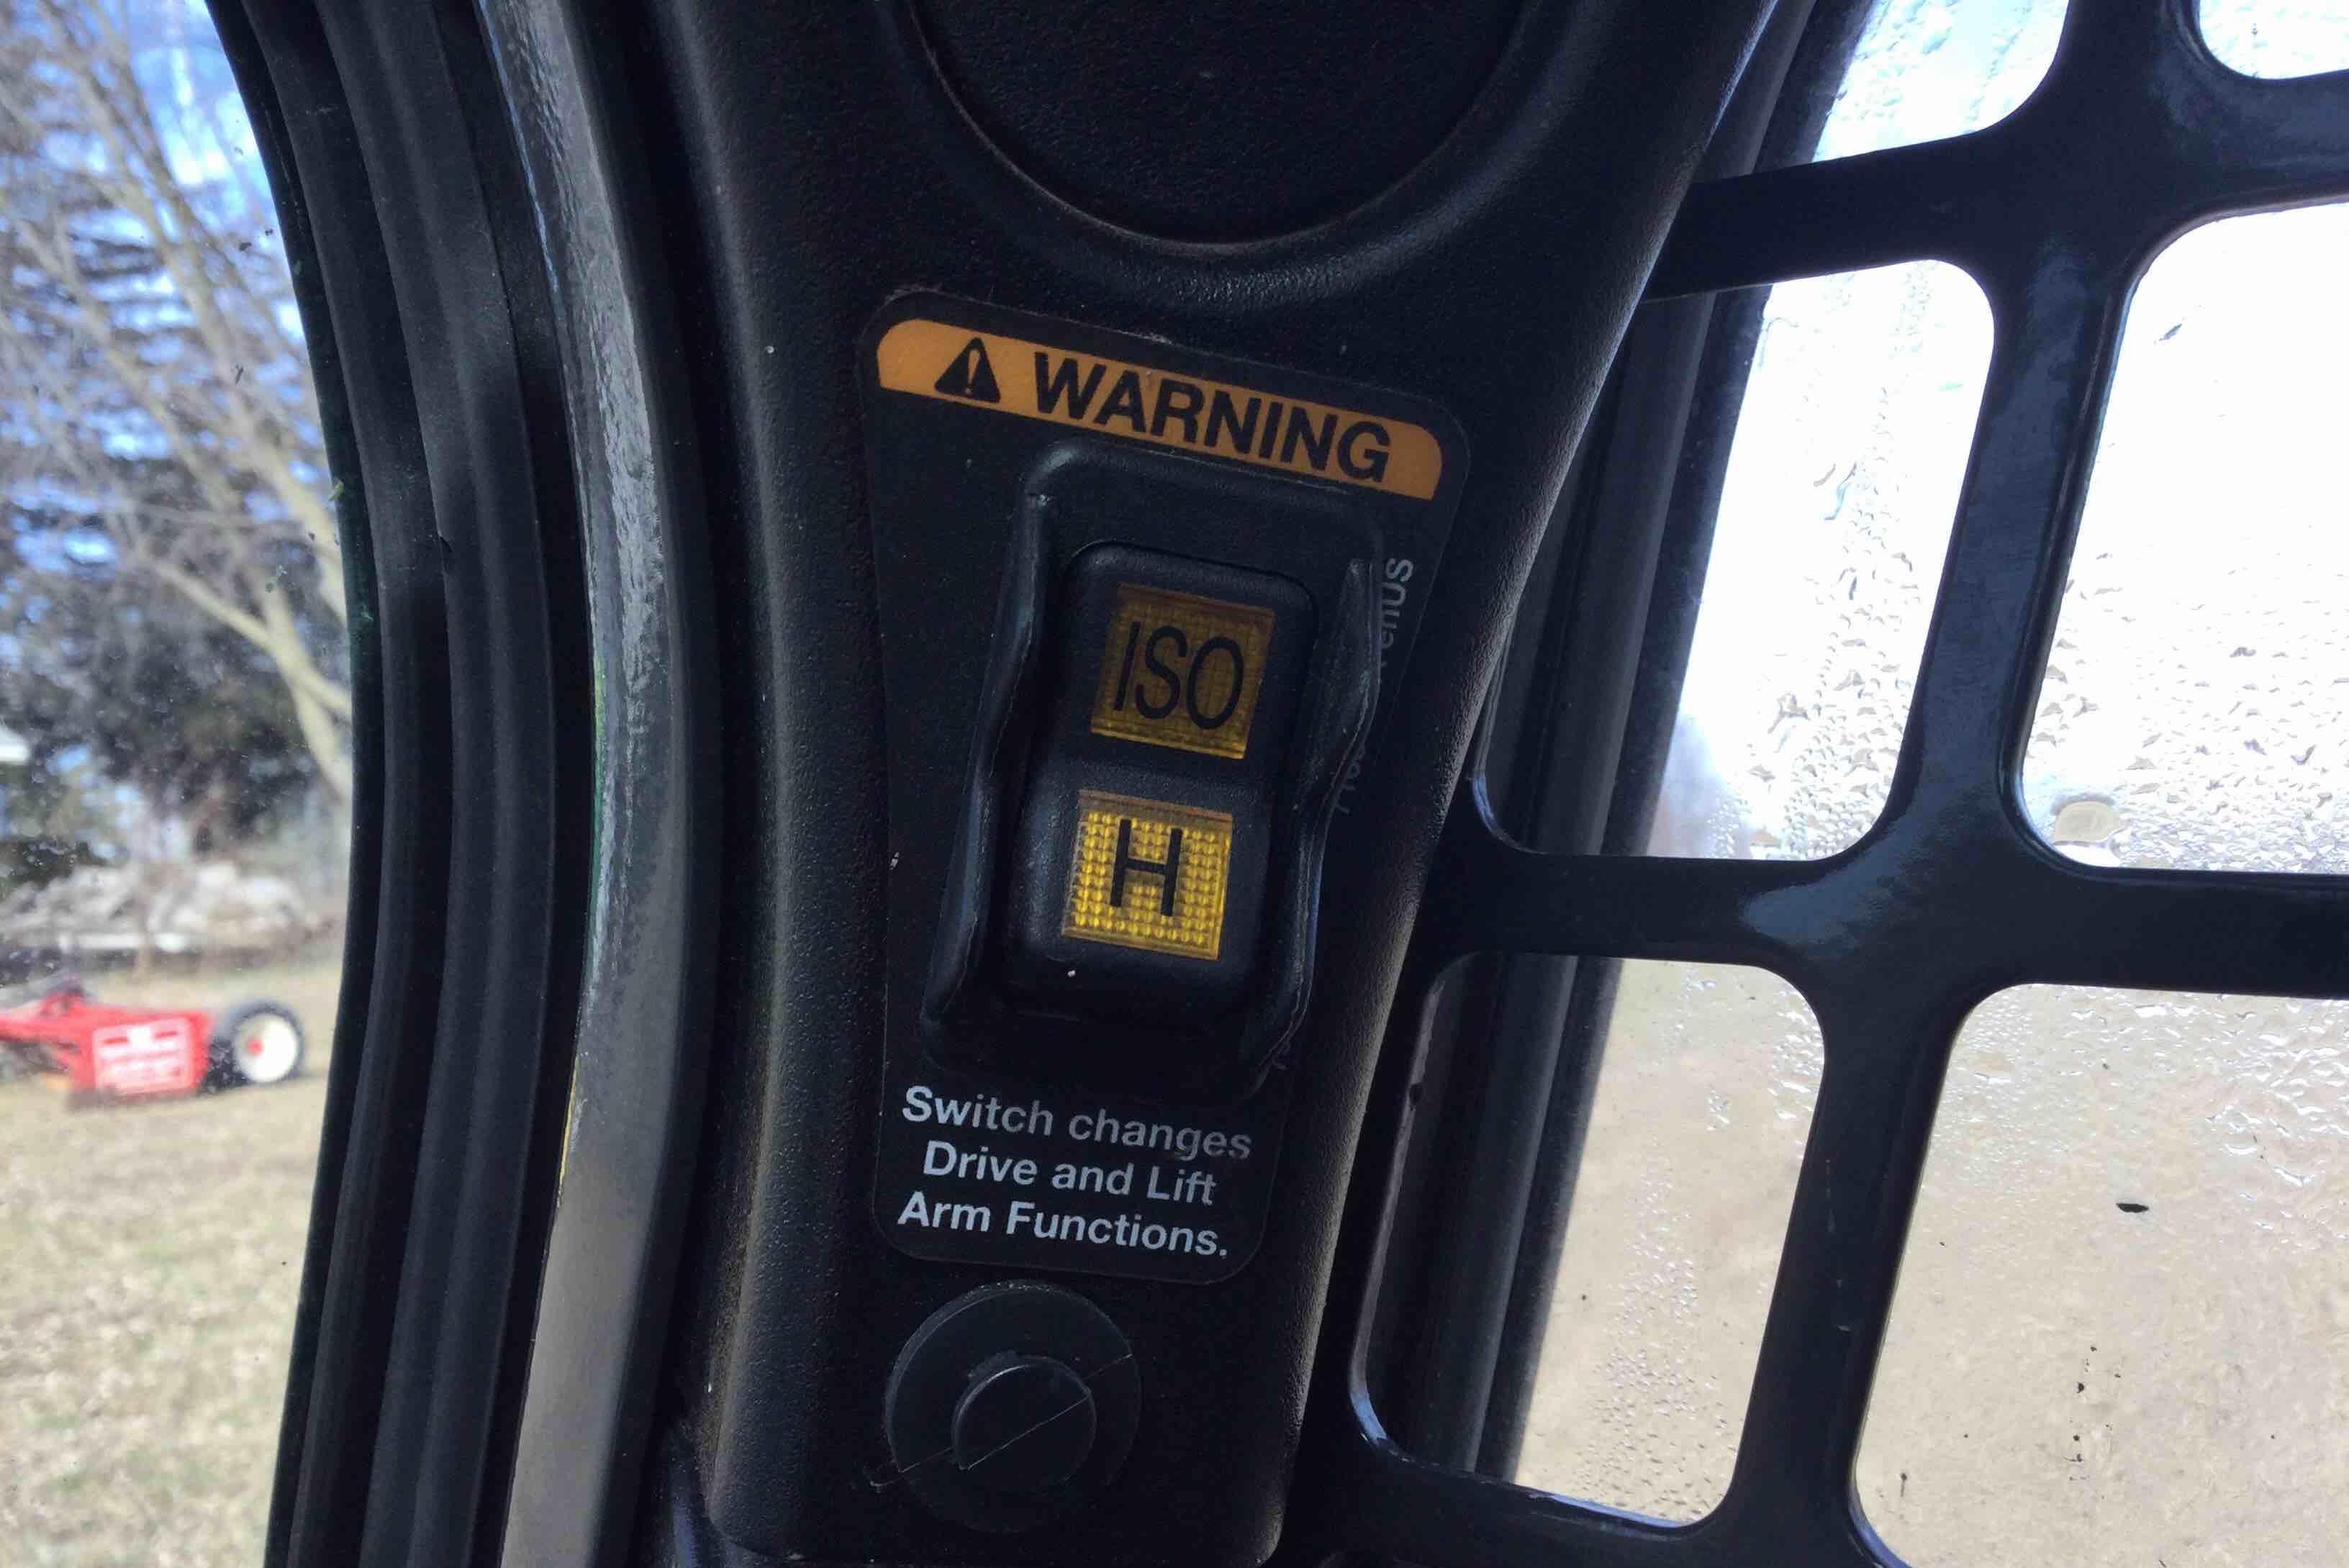 WARNING
ISO
H
Switch changes
Drive and Lift
Arm Functions.